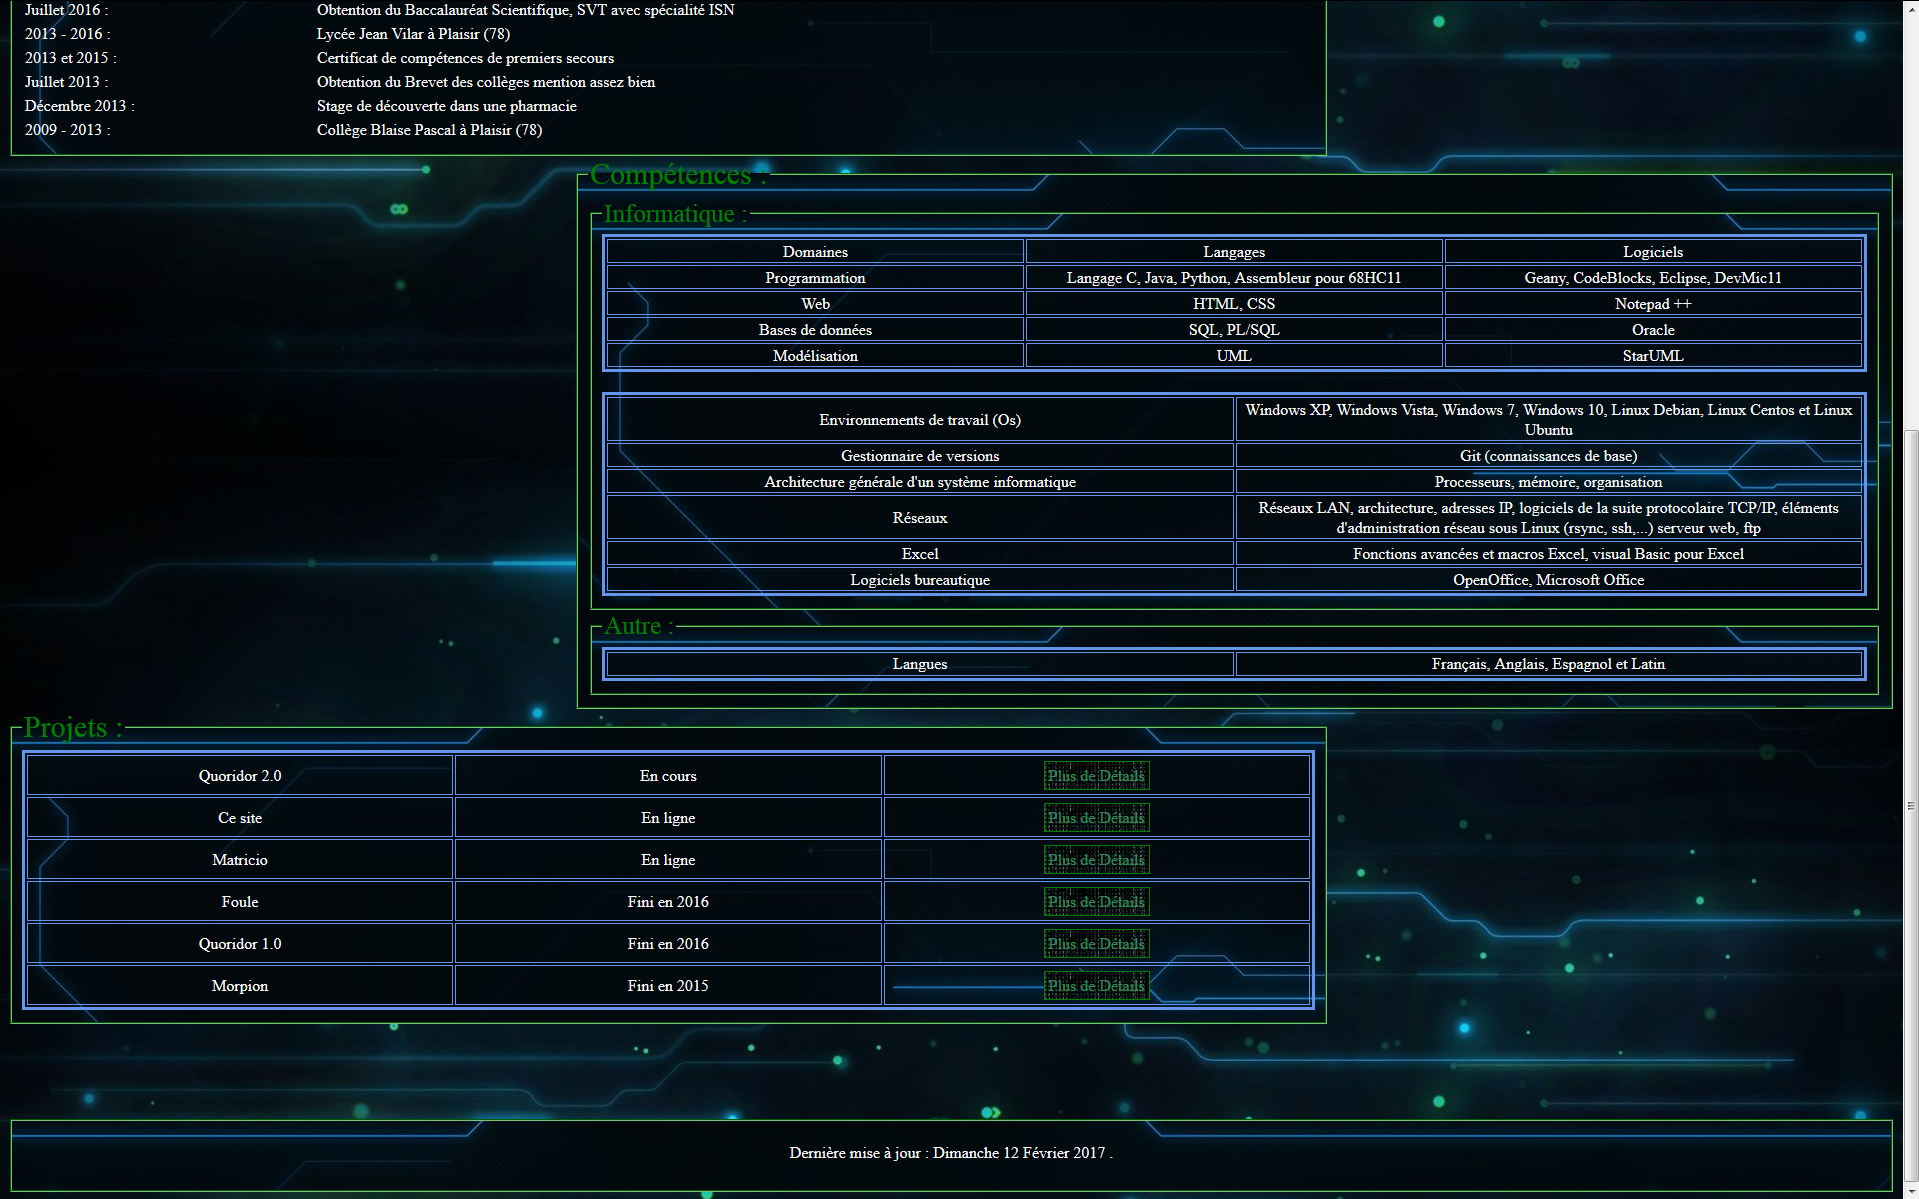 Juillet 2016 : Obtention du Baccalauréat Scientifique, SVT avec spécialité ISN
2013 - 2016 : Lycée Jean Vilar à Plaisir (78)
2013 et 2015 : Certificat de compétences de premiers secours
Juillet 2013 : Obtention du Brevet des collèges mention assez bien
Décembre 2013 : Stage de découverte dans une pharmacie
2009 - 2013 : Collège Blaise Pascal à Plaisir (78)
Compétences :
Informatique :
Domaines Langages Logiciels
Programmation Langage C, Java, Python, Assembleur pour 68HC11 Geany, CodeBlocks, Eclipse, DevMic11
Web HTML, CSS Notepad ++
Bases de données SQL, PL/SQL Oracle
Modélisation UML StarUML
Environnements de travail (Os) Windows XP, Windows Vista, Windows 7, Windows 10, Linux Debian, Linux Centos et Linux
Ubuntu
Gestionnaire de versions Git (connaissances de base)
Architecture générale d'un système informatique Processeurs, mémoire, organisation
Réseaux Réseaux LAN, architecture, adresses IP, logiciels de la suite protocolaire TCP/IP, éléments
d'administration réseau sous Linux (rsync, ssh,...) serveur web, ftp
Excel Fonctions avancées et macros Excel, visual Basic pour Excel
Logiciels bureautique OpenOffice, Microsoft Office
Autre :
Langues Français, Anglais, Espagnol et Latin
Projets :
Quoridor 2.0 En cours Plus de Détails
Ce site En ligne Plus de Détails
Matricio En ligne Plus de Détails
Foule Fini en 2016 Plus de Détails
Quoridor 1.0 Fini en 2016 Plus de Détails
Morpion Fini en 2015 Plus de Détails
Dernière mise à jour : Dimanche 12 Février 2017 .